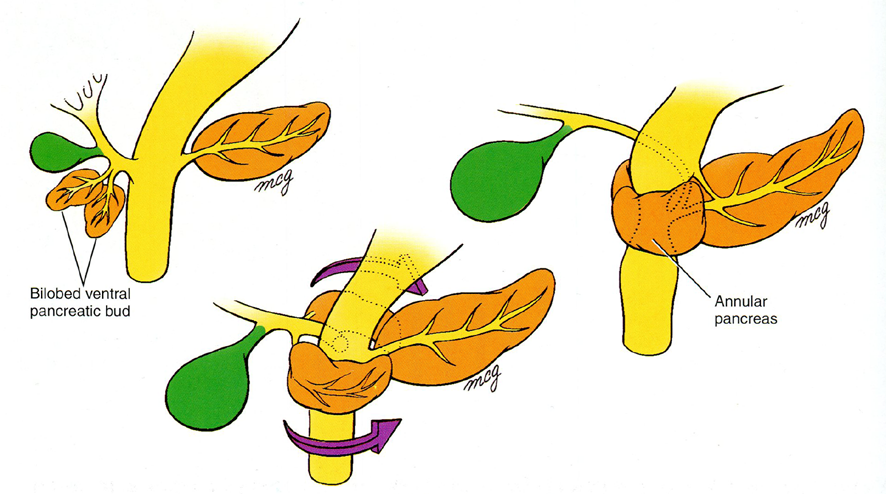 mcg
Bilobed ventral
pancreatic bud
mcg
mcg
Annular
pancreas